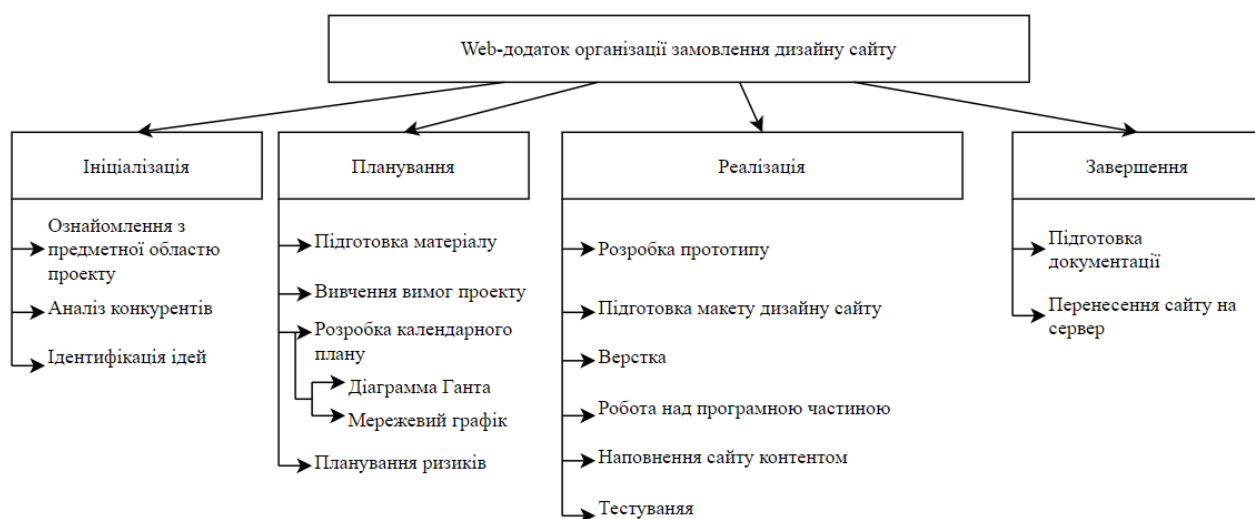 Web-додаток організації замовлення дизайну сайту
Ініціалізація
Ознайомлення з
предметної областю
проекту
Аналіз конкурентів
Ідентифікація ідей
Планування
Підготовка матеріалу
Вивчення вимог проекту
Розробка календарного
плану
Діаграмма Ганта
Мережевий графік
Планування ризиків
Реалізація
Розробка прототипу
Підготовка макету дизайну сайту
Верстка
Робота над програмною частиною
Наповнення сайту контентом
Тестуваняя
Завершення
Підготовка
документації
Перенесення сайту на
сервер